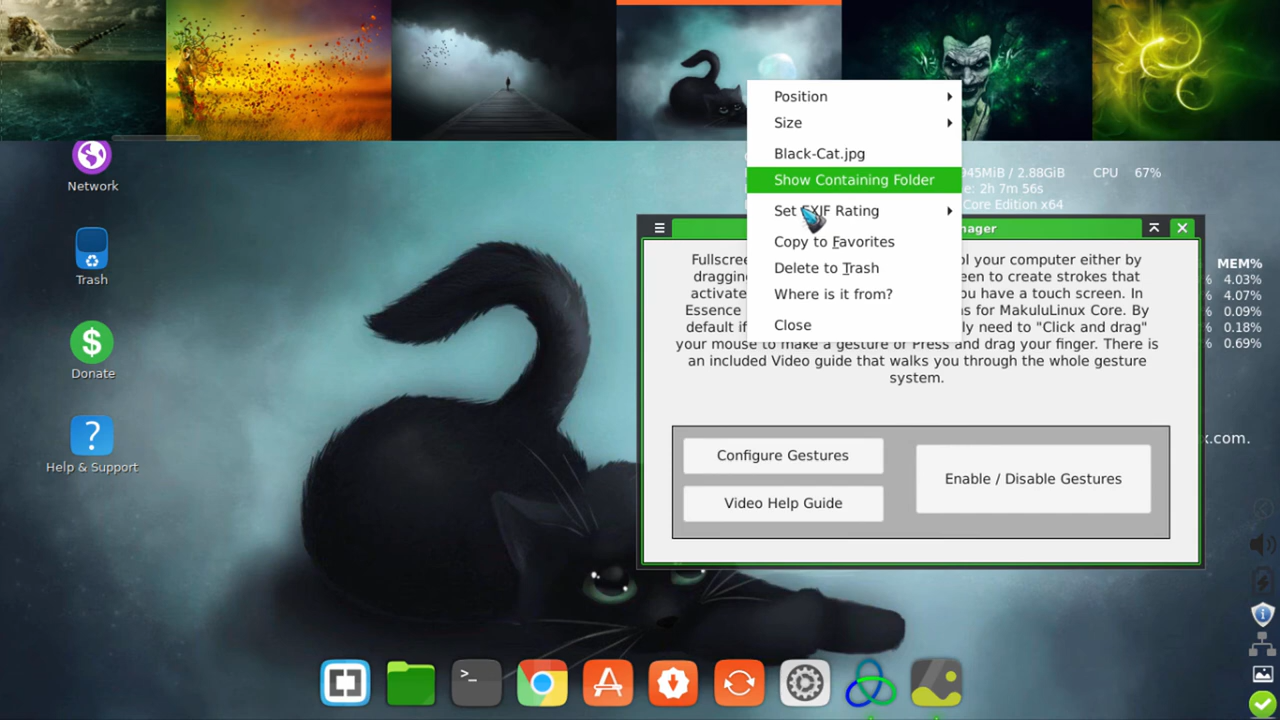 Position
Size
Black-Cat.jpg
Show Containing Folder
Set EXIF Rating
Copy to Favorites
Delete to Trash
Where is it from?
Close
Network
Trash
Donate
Help & Support
945MiB / 2.88GiB CPU 67%
e: 2h 7m 56s
Core Edition x64
MEM%
% 4.03%
% 4.07%
% 0.09%
% 0.18%
% 0.69%
x.com.
nager
Fullscree ol your computer either by
dragging een to create strokes that
activate ou have a touch screen. In
Essence s for MakuluLinux Core. By
default if ly need to "Click and drag"
your mouse to make a gesture or Press and drag your finger. There is
an included Video guide that walks you through the whole gesture
system.
Configure Gestures
Video Help Guide
Enable / Disable Gestures